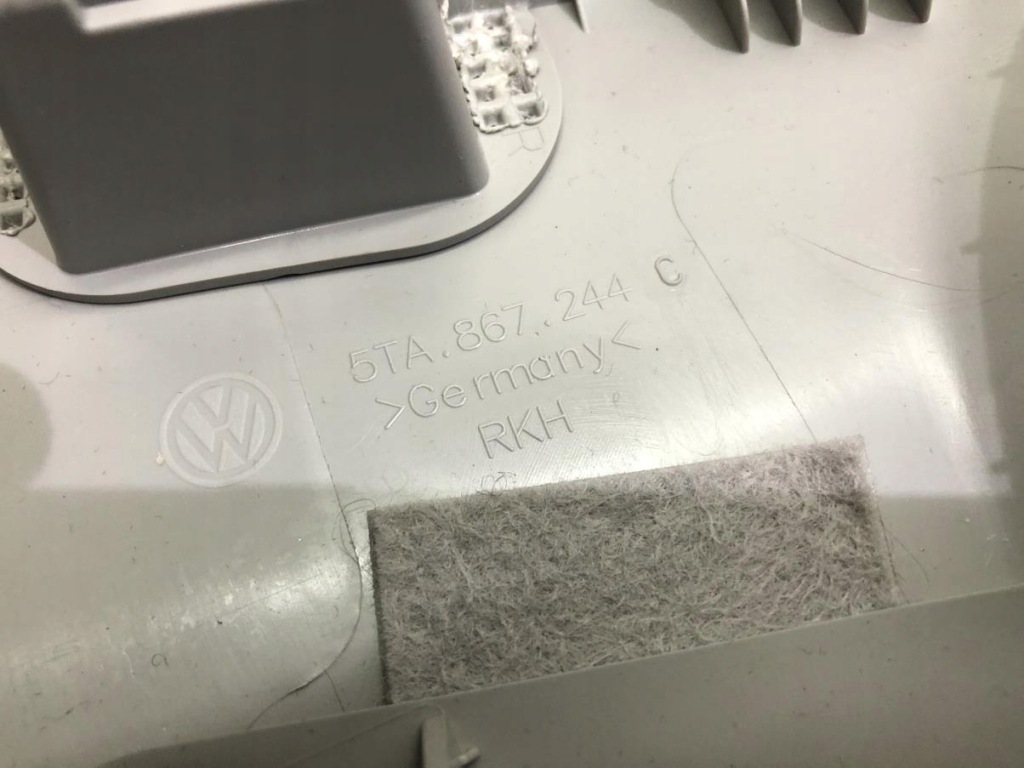 5TA.867.244 C
>Germany<
RKH